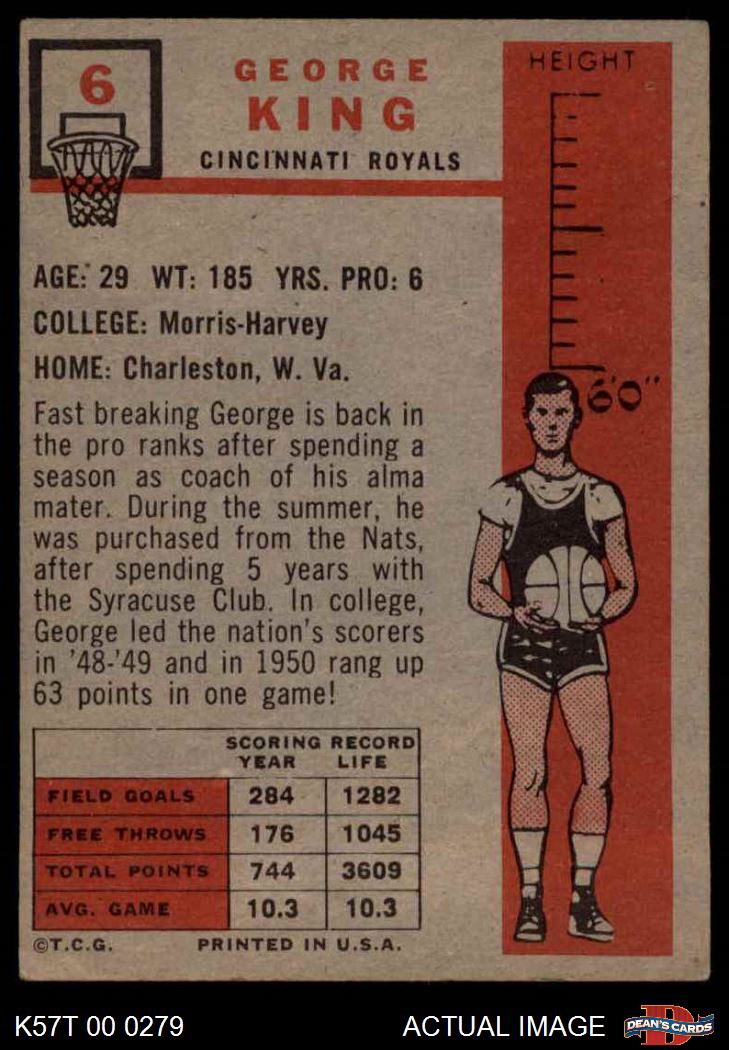 6
GEORGE
KING
CINCINNATI ROYALS
HEIGHT
6'0"
AGE: 29 WT: 185 YRS. PRO: 6
COLLEGE: Morris-Harvey
HOME: Charleston, W. Va.
Fast breaking George is back in
the pro ranks after spending a
season as coach of his alma
mater. During the summer, he
was purchased from the Nats,
after spending 5 years with
the Syracuse Club. In college,
George led the nation's scorers
in '48-'49 and in 1950 rang up
63 points in one game!
SCORING RECORD
YEAR LIFE
FIELD GOALS 284 1282
FREE THROWS 176 1045
TOTAL POINTS 744 3609
AVG. GAME 10.3 10.3
©T.C.G. PRINTED IN U.S.A.
K57T 00 0279 ACTUAL IMAGE
D
DEAN'S CARDS